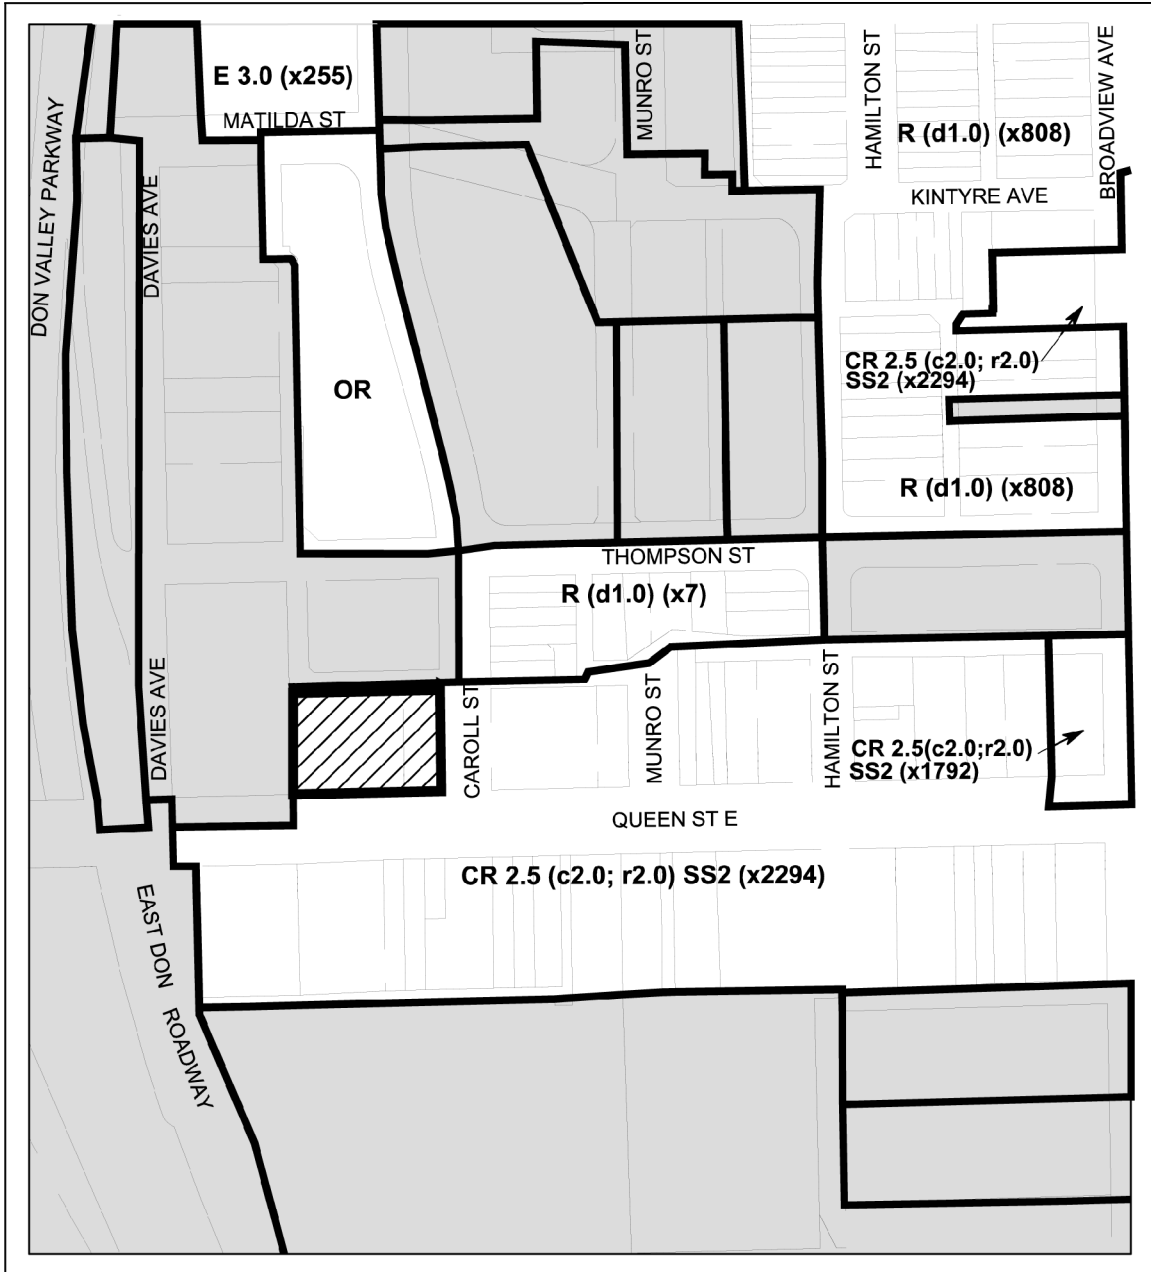 E 3.0 (x255)
MATILDA ST
MUNRO ST
HAMILTON ST
BROADVIEW AVE
R (d1.0) (x808)
DON VALLEY PARKWAY
DAVIES AVE
KINTYRE AVE
OR
CR 2.5 (c2.0; r2.0)
SS2 (x2294)
R (d1.0) (x808)
THOMPSON ST
R (d1.0) (x7)
DAVIES AVE
CAROLL ST
MUNRO ST
HAMILTON ST
CR 2.5(c2.0;r2.0)
SS2 (x1792)
QUEEN ST E
CR 2.5 (c2.0; r2.0) SS2 (x2294)
EAST DON ROADWAY